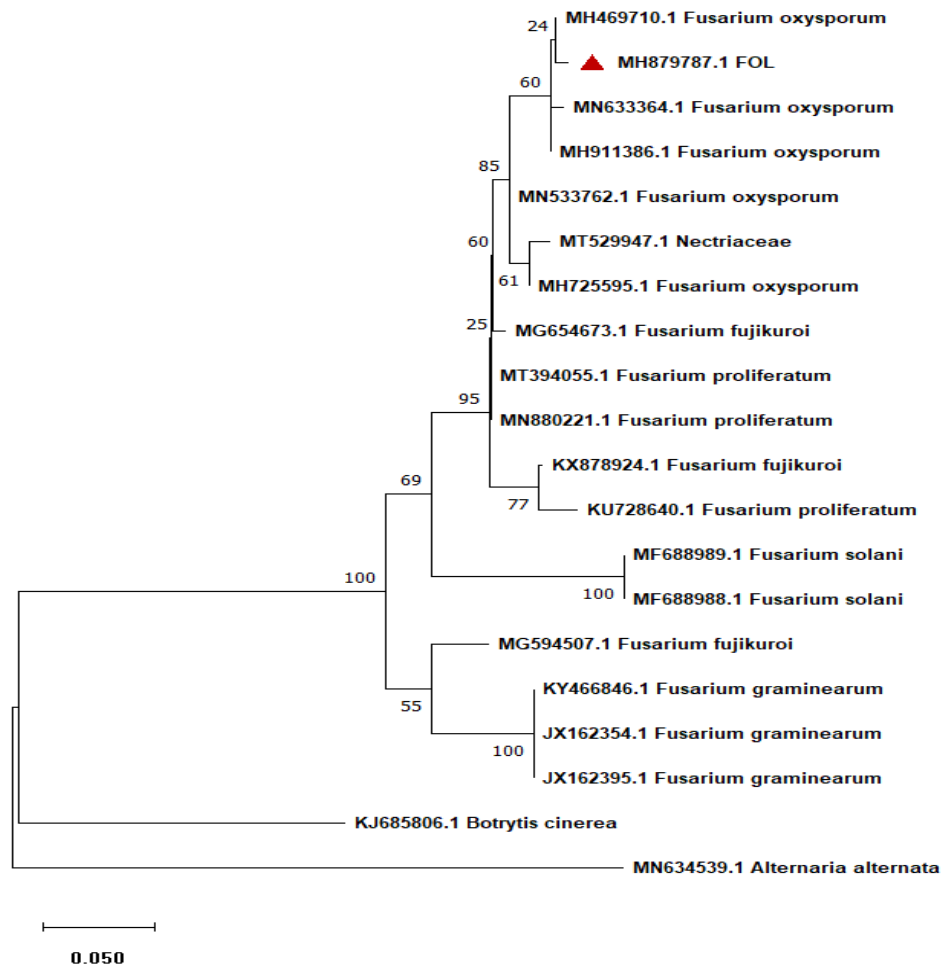 MH469710.1 Fusarium oxysporum
24
MH879787.1 FOL
60
MN633364.1 Fusarium oxysporum
MH911386.1 Fusarium oxysporum
85
MN533762.1 Fusarium oxysporum
60
MT529947.1 Nectriaceae
61
MH725595.1 Fusarium oxysporum
25
MG654673.1 Fusarium fujikuroi
MT394055.1 Fusarium proliferatum
95
MN880221.1 Fusarium proliferatum
KX878924.1 Fusarium fujikuroi
69
77
KU728640.1 Fusarium proliferatum
MF688989.1 Fusarium solani
100
100
MF688988.1 Fusarium solani
MG594507.1 Fusarium fujikuroi
KY466846.1 Fusarium graminearum
55
JX162354.1 Fusarium graminearum
100
JX162395.1 Fusarium graminearum
KJ685806.1 Botrytis cinerea
MN634539.1 Alternaria alternata
0.050